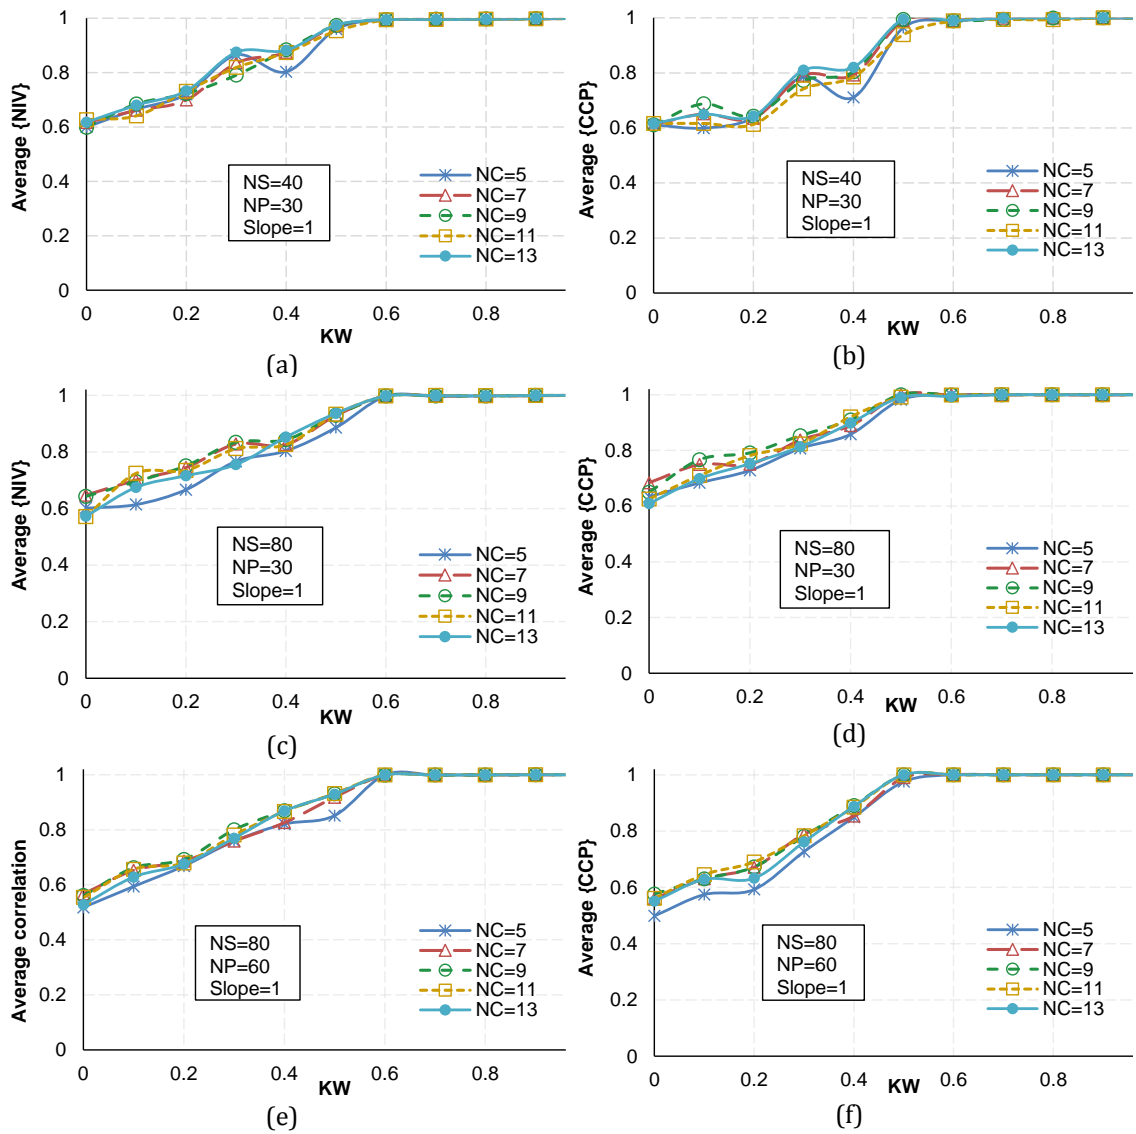 Average {NIV}
1
0.8
0.6
0.4
0.2
0
NS=40
NP=30
Slope=1
NC=5
NC=7
NC=9
NC=11
NC=13
0 0.2 0.4 0.6 0.8
KW
(a)
Average {CCP}
1
0.8
0.6
0.4
0.2
0
NS=40
NP=30
Slope=1
NC=5
NC=7
NC=9
NC=11
NC=13
0 0.2 0.4 0.6 0.8
KW
(b)
Average {NIV}
1
0.8
0.6
0.4
0.2
0
NS=80
NP=30
Slope=1
NC=5
NC=7
NC=9
NC=11
NC=13
0 0.2 0.4 0.6 0.8
KW
(c)
Average {CCP}
1
0.8
0.6
0.4
0.2
0
NS=80
NP=30
Slope=1
NC=5
NC=7
NC=9
NC=11
NC=13
0 0.2 0.4 0.6 0.8
KW
(d)
Average correlation
1
0.8
0.6
0.4
0.2
0
NS=80
NP=60
Slope=1
NC=5
NC=7
NC=9
NC=11
NC=13
0 0.2 0.4 0.6 0.8
KW
(e)
Average {CCP}
1
0.8
0.6
0.4
0.2
0
NS=80
NP=60
Slope=1
NC=5
NC=7
NC=9
NC=11
NC=13
0 0.2 0.4 0.6 0.8
KW
(f)